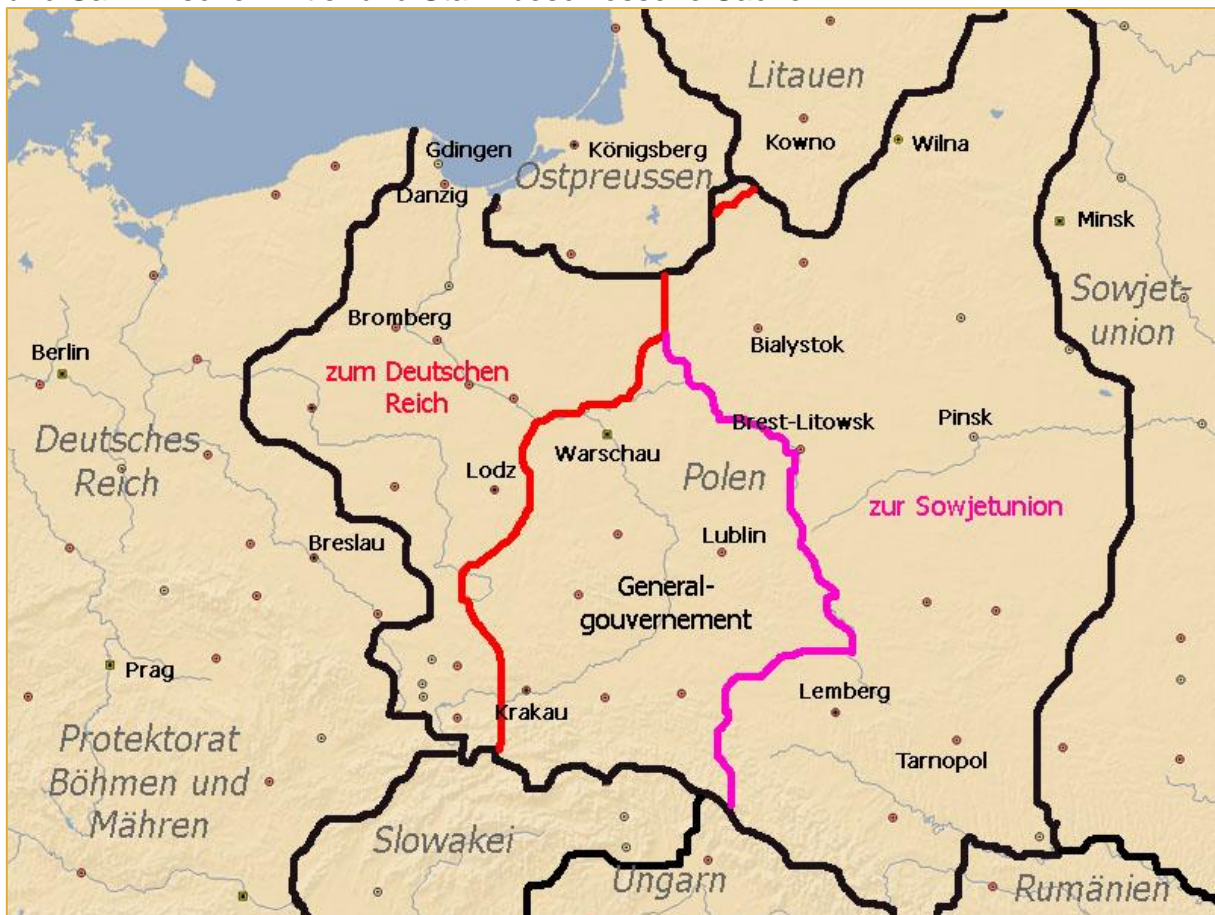 Litauen
Kowno
Wilna
Gdingen
Königsberg
Ostpreussen
Danzig
Minsk
Sowjet-
union
Bromberg
Bialystok
Berlin
zum Deutschen
Reich
Brest-Litowsk
Pinsk
Deutsches
Reich
Warschau
Lodz
Polen
zur Sowjetunion
Breslau
Lublin
General-
gouvernement
Prag
Krakau
Lemberg
Protektorat
Böhmen und
Mähren
Tarnopol
Slowakei
Ungarn
Rumänien